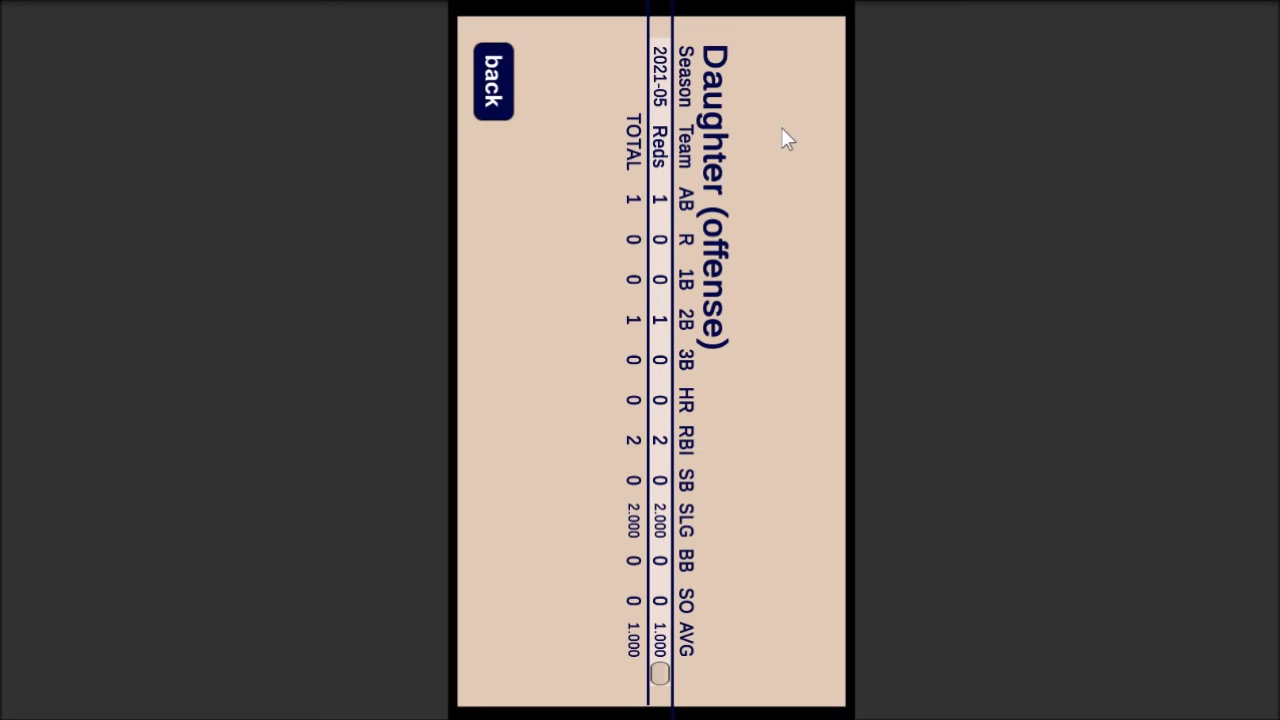 Daughter (offense)
Season Team AB R 1B 2B 3B HR RBI SB SLG BB SO AVG
2021-05 Reds 1 0 0 1 0 0 2 0 2.000 0 0 1.000
TOTAL 1 0 0 1 0 0 2 0 2.000 0 0 1.000
back